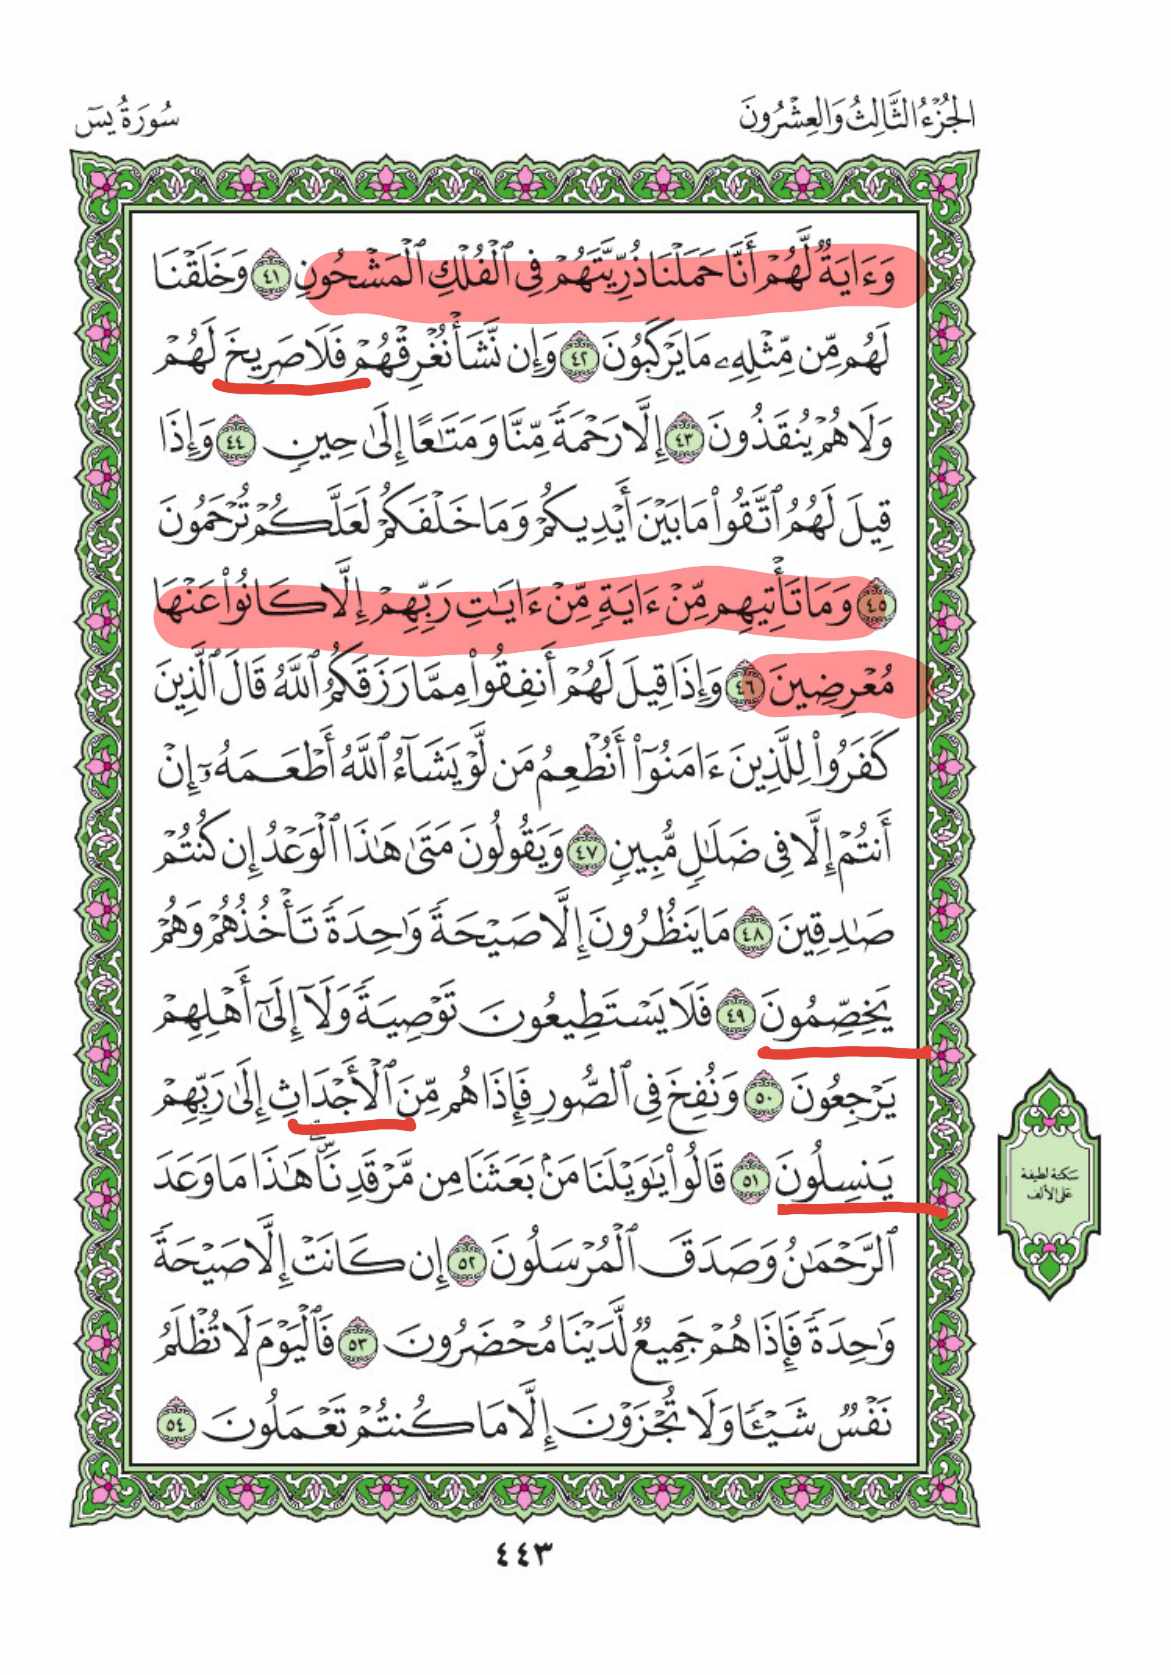 الجُزْءُ الثَّالِثُ وَالعِشْرُونَ
سُورَةُ يسٓ
وَءَايَةٌ لَّهُمْ أَنَّا حَمَلْنَا ذُرِّيَّتَهُمْ فِي ٱلْفُلْكِ ٱلْمَشْحُونِ ٤١ وَخَلَقْنَا
لَهُم مِّن مِّثْلِهِۦ مَا يَرْكَبُونَ ٤٢ وَإِن نَّشَأْ نُغْرِقْهُمْ فَلَا صَرِيخَ لَهُمْ
وَلَا هُمْ يُنقَذُونَ ٤٣ إِلَّا رَحْمَةً مِّنَّا وَمَتَٰعًا إِلَىٰ حِينٍ ٤٤ وَإِذَا
قِيلَ لَهُمُ ٱتَّقُوا۟ مَا بَيْنَ أَيْدِيكُمْ وَمَا خَلْفَكُمْ لَعَلَّكُمْ تُرْحَمُونَ
٤٥ وَمَا تَأْتِيهِم مِّنْ ءَايَةٍ مِّنْ ءَايَٰتِ رَبِّهِمْ إِلَّا كَانُوا۟ عَنْهَا
مُعْرِضِينَ ٤٦ وَإِذَا قِيلَ لَهُمْ أَنفِقُوا۟ مِمَّا رَزَقَكُمُ ٱللَّهُ قَالَ ٱلَّذِينَ
كَفَرُوا۟ لِلَّذِينَ ءَامَنُوٓا۟ أَنُطْعِمُ مَن لَّوْ يَشَآءُ ٱللَّهُ أَطْعَمَهُۥٓ إِنْ
أَنتُمْ إِلَّا فِي ضَلَٰلٍ مُّبِينٍ ٤٧ وَيَقُولُونَ مَتَىٰ هَٰذَا ٱلْوَعْدُ إِن كُنتُمْ
صَٰدِقِينَ ٤٨ مَا يَنظُرُونَ إِلَّا صَيْحَةً وَٰحِدَةً تَأْخُذُهُمْ وَهُمْ
يَخِصِّمُونَ ٤٩ فَلَا يَسْتَطِيعُونَ تَوْصِيَةً وَلَآ إِلَىٰٓ أَهْلِهِمْ
يَرْجِعُونَ ٥٠ وَنُفِخَ فِي ٱلصُّورِ فَإِذَا هُم مِّنَ ٱلْأَجْدَاثِ إِلَىٰ رَبِّهِمْ
يَنسِلُونَ ٥١ قَالُوا۟ يَٰوَيْلَنَا مَنۢ بَعَثَنَا مِن مَّرْقَدِنَا ۜۗ هَٰذَا مَا وَعَدَ
ٱلرَّحْمَٰنُ وَصَدَقَ ٱلْمُرْسَلُونَ ٥٢ إِن كَانَتْ إِلَّا صَيْحَةً
وَٰحِدَةً فَإِذَا هُمْ جَمِيعٌ لَّدَيْنَا مُحْضَرُونَ ٥٣ فَٱلْيَوْمَ لَا تُظْلَمُ
نَفْسٌ شَيْـًٔا وَلَا تُجْزَوْنَ إِلَّا مَا كُنتُمْ تَعْمَلُونَ ٥٤
سَكتة لطيفة
على الألف
٤٤٣